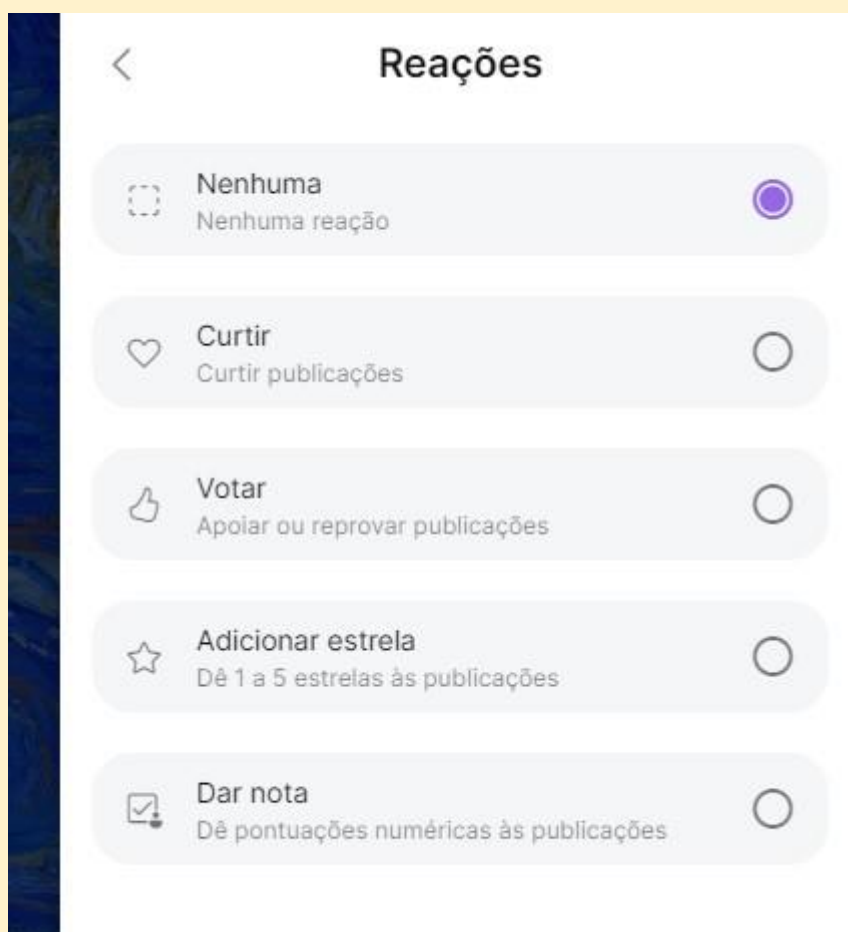 Reações
Nenhuma
Nenhuma reação
Curtir
Curtir publicações
Votar
Apoiar ou reprovar publicações
Adicionar estrela
Dê 1 a 5 estrelas às publicações
Dar nota
Dê pontuações numéricas às publicações